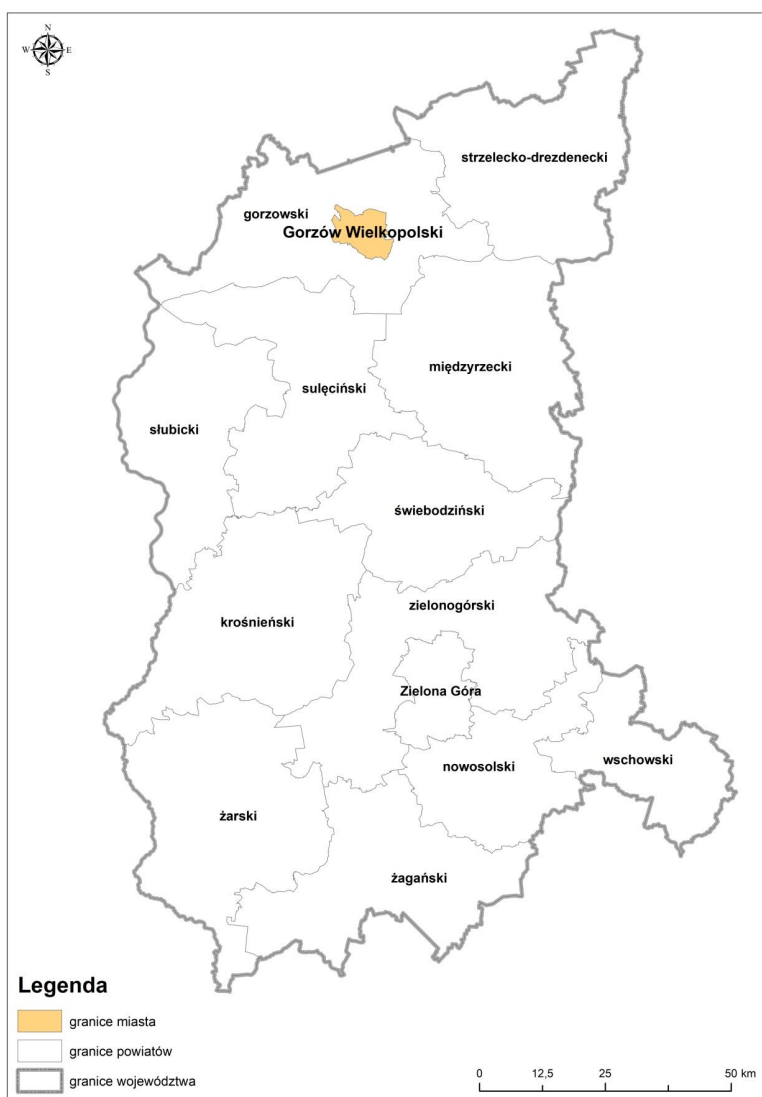 N
W E
S
strzelecko-drezdenecki
gorzowski
Gorzów Wielkopolski
międzyrzecki
sulęciński
słubicki
świebodziński
zielonogórski
krośnieński
Zielona Góra
wschowski
nowosolski
żarski
żagański
Legenda
granice miasta
granice powiatów
granice województwa
0 12,5 25 50 km